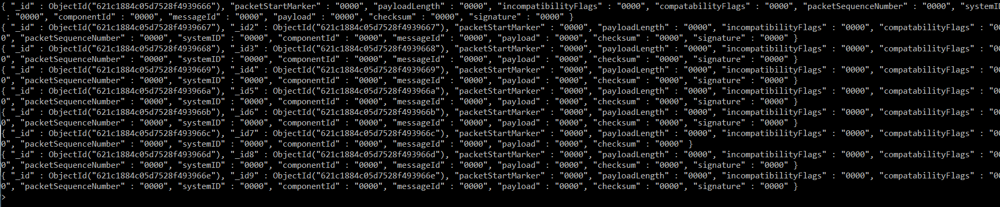 { "_id" : ObjectId("621c1884c05d7528f4939666"), "packetStartMarker" : "0000", "payloadLength" : "0000", "incompatibilityFlags" : "0000", "compatabilityFlags" : "0000", "packetSequenceNumber" : "0000", "systemID
 : "0000", "componentId" : "0000", "messageId" : "0000", "payload" : "0000", "checksum" : "0000", "signature" : "0000" }
{ "_id" : ObjectId("621c1884c05d7528f4939667"), "_id2" : ObjectId("621c1884c05d7528f4939667"), "packetStartMarker" : "0000", "payloadLength" : "0000", "incompatibilityFlags" : "0000", "compatabilityFlags" : "00
0", "packetSequenceNumber" : "0000", "systemID" : "0000", "componentId" : "0000", "messageId" : "0000", "payload" : "0000", "checksum" : "0000", "signature" : "0000" }
{ "_id" : ObjectId("621c1884c05d7528f4939668"), "_id3" : ObjectId("621c1884c05d7528f4939668"), "packetStartMarker" : "0000", "payloadLength" : "0000", "incompatibilityFlags" : "0000", "compatabilityFlags" : "00
0", "packetSequenceNumber" : "0000", "systemID" : "0000", "componentId" : "0000", "messageId" : "0000", "payload" : "0000", "checksum" : "0000", "signature" : "0000" }
{ "_id" : ObjectId("621c1884c05d7528f4939669"), "_id4" : ObjectId("621c1884c05d7528f4939669"), "packetStartMarker" : "0000", "payloadLength" : "0000", "incompatibilityFlags" : "0000", "compatabilityFlags" : "00
0", "packetSequenceNumber" : "0000", "systemID" : "0000", "componentId" : "0000", "messageId" : "0000", "payload" : "0000", "checksum" : "0000", "signature" : "0000" }
{ "_id" : ObjectId("621c1884c05d7528f493966a"), "_id5" : ObjectId("621c1884c05d7528f493966a"), "packetStartMarker" : "0000", "payloadLength" : "0000", "incompatibilityFlags" : "0000", "compatabilityFlags" : "00
0", "packetSequenceNumber" : "0000", "systemID" : "0000", "componentId" : "0000", "messageId" : "0000", "payload" : "0000", "checksum" : "0000", "signature" : "0000" }
{ "_id" : ObjectId("621c1884c05d7528f493966b"), "_id6" : ObjectId("621c1884c05d7528f493966b"), "packetStartMarker" : "0000", "payloadLength" : "0000", "incompatibilityFlags" : "0000", "compatabilityFlags" : "00
0", "packetSequenceNumber" : "0000", "systemID" : "0000", "componentId" : "0000", "messageId" : "0000", "payload" : "0000", "checksum" : "0000", "signature" : "0000" }
{ "_id" : ObjectId("621c1884c05d7528f493966c"), "_id7" : ObjectId("621c1884c05d7528f493966c"), "packetStartMarker" : "0000", "payloadLength" : "0000", "incompatibilityFlags" : "0000", "compatabilityFlags" : "00
0", "packetSequenceNumber" : "0000", "systemID" : "0000", "componentId" : "0000", "messageId" : "0000", "payload" : "0000", "checksum" : "0000" }
{ "_id" : ObjectId("621c1884c05d7528f493966d"), "_id8" : ObjectId("621c1884c05d7528f493966d"), "packetStartMarker" : "0000", "payloadLength" : "0000", "incompatibilityFlags" : "0000", "compatabilityFlags" : "00
0", "packetSequenceNumber" : "0000", "systemID" : "0000", "componentId" : "0000", "messageId" : "0000", "payload" : "0000", "checksum" : "0000", "signature" : "0000" }
{ "_id" : ObjectId("621c1884c05d7528f493966e"), "_id9" : ObjectId("621c1884c05d7528f493966e"), "packetStartMarker" : "0000", "payloadLength" : "0000", "incompatibilityFlags" : "0000", "compatabilityFlags" : "00
0", "packetSequenceNumber" : "0000", "systemID" : "0000", "componentId" : "0000", "messageId" : "0000", "payload" : "0000", "checksum" : "0000", "signature" : "0000" }
>